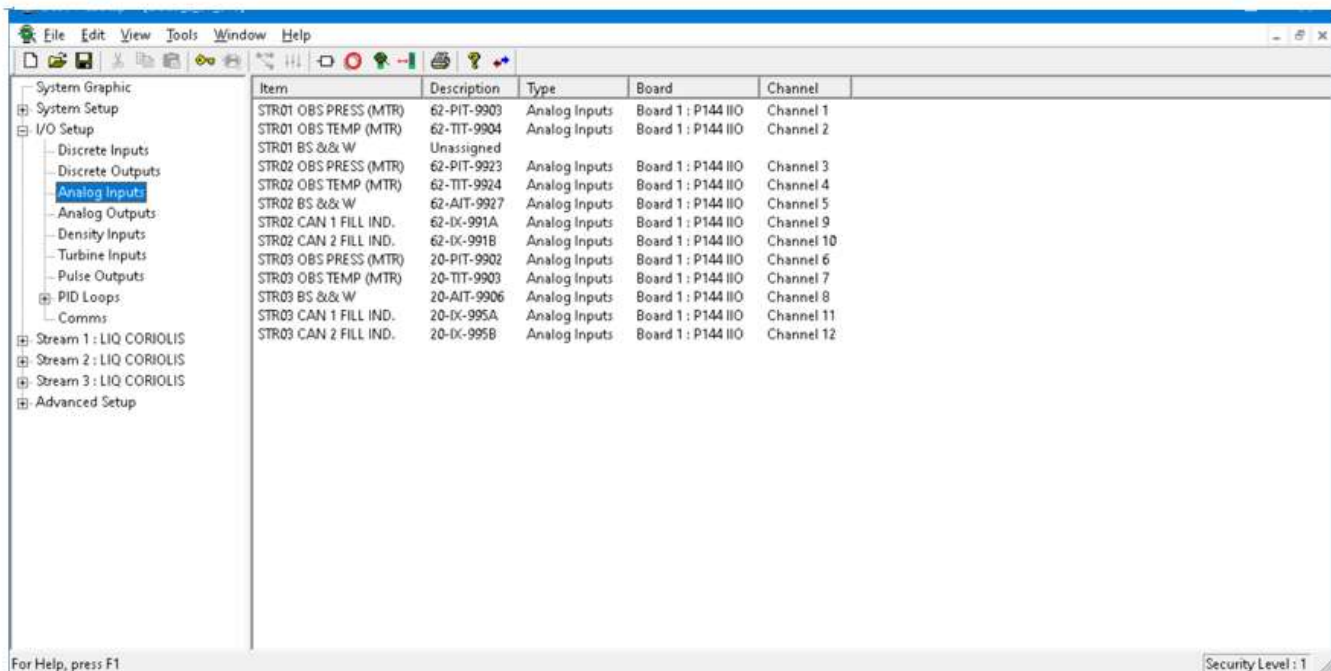 File Edit View Tools Window Help
System Graphic
System Setup
I/O Setup
Discrete Inputs
Discrete Outputs
Analog Inputs
Analog Outputs
Density Inputs
Turbine Inputs
Pulse Outputs
PID Loops
Comms
Stream 1 : LIQ CORIOLIS
Stream 2 : LIQ CORIOLIS
Stream 3 : LIQ CORIOLIS
Advanced Setup
Item Description Type Board Channel
STR01 OBS PRESS (MTR) 62-PIT-9903 Analog Inputs Board 1 : P144 IIO Channel 1
STR01 OBS TEMP (MTR) 62-TIT-9904 Analog Inputs Board 1 : P144 IIO Channel 2
STR01 BS && W Unassigned
STR02 OBS PRESS (MTR) 62-PIT-9923 Analog Inputs Board 1 : P144 IIO Channel 3
STR02 OBS TEMP (MTR) 62-TIT-9924 Analog Inputs Board 1 : P144 IIO Channel 4
STR02 BS && W 62-AIT-9927 Analog Inputs Board 1 : P144 IIO Channel 5
STR02 CAN 1 FILL IND. 62-IX-991A Analog Inputs Board 1 : P144 IIO Channel 9
STR02 CAN 2 FILL IND. 62-IX-991B Analog Inputs Board 1 : P144 IIO Channel 10
STR03 OBS PRESS (MTR) 20-PIT-9902 Analog Inputs Board 1 : P144 IIO Channel 6
STR03 OBS TEMP (MTR) 20-TIT-9903 Analog Inputs Board 1 : P144 IIO Channel 7
STR03 BS && W 20-AIT-9906 Analog Inputs Board 1 : P144 IIO Channel 8
STR03 CAN 1 FILL IND. 20-IX-995A Analog Inputs Board 1 : P144 IIO Channel 11
STR03 CAN 2 FILL IND. 20-IX-995B Analog Inputs Board 1 : P144 IIO Channel 12
For Help, press F1 Security Level : 1